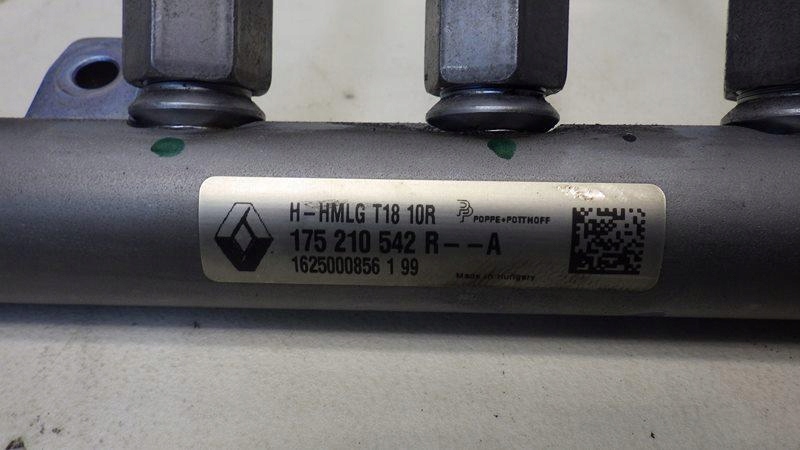 H-HMLG T18 10R POPPE+POTTHOFF
175 210 542 R--A
1625000856 1 99
Made in Hungary